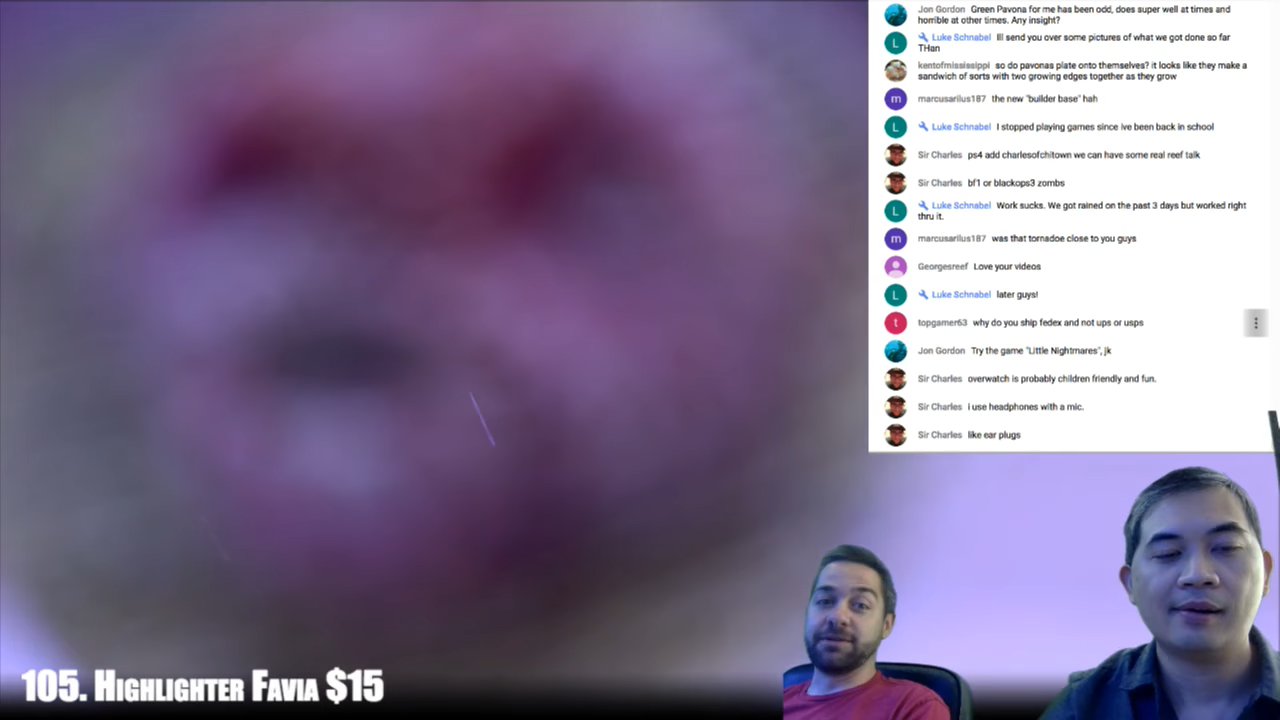 Jon Gordon Green Pavona for me has been odd, does super well at times and
horrible at other times. Any insight?
L Luke Schnabel Ill send you over some pictures of what we got done so far
THan
kentofmississippi so do pavonas plate onto themselves? it looks like they make a
sandwich of sorts with two growing edges together as they grow
m marcusarilus187 the new "builder base" hah
L Luke Schnabel I stopped playing games since ive been back in school
Sir Charles ps4 add charlesofchitown we can have some real reef talk
Sir Charles bf1 or blackops3 zombs
L Luke Schnabel Work sucks. We got rained on the past 3 days but worked right
thru it.
m marcusarilus187 was that tornadoe close to you guys
Georgesreef Love your videos
L Luke Schnabel later guys!
t topgamer63 why do you ship fedex and not ups or usps
Jon Gordon Try the game "Little Nightmares", jk
Sir Charles overwatch is probably children friendly and fun.
Sir Charles i use headphones with a mic.
Sir Charles like ear plugs
105. Highlighter Favia $15